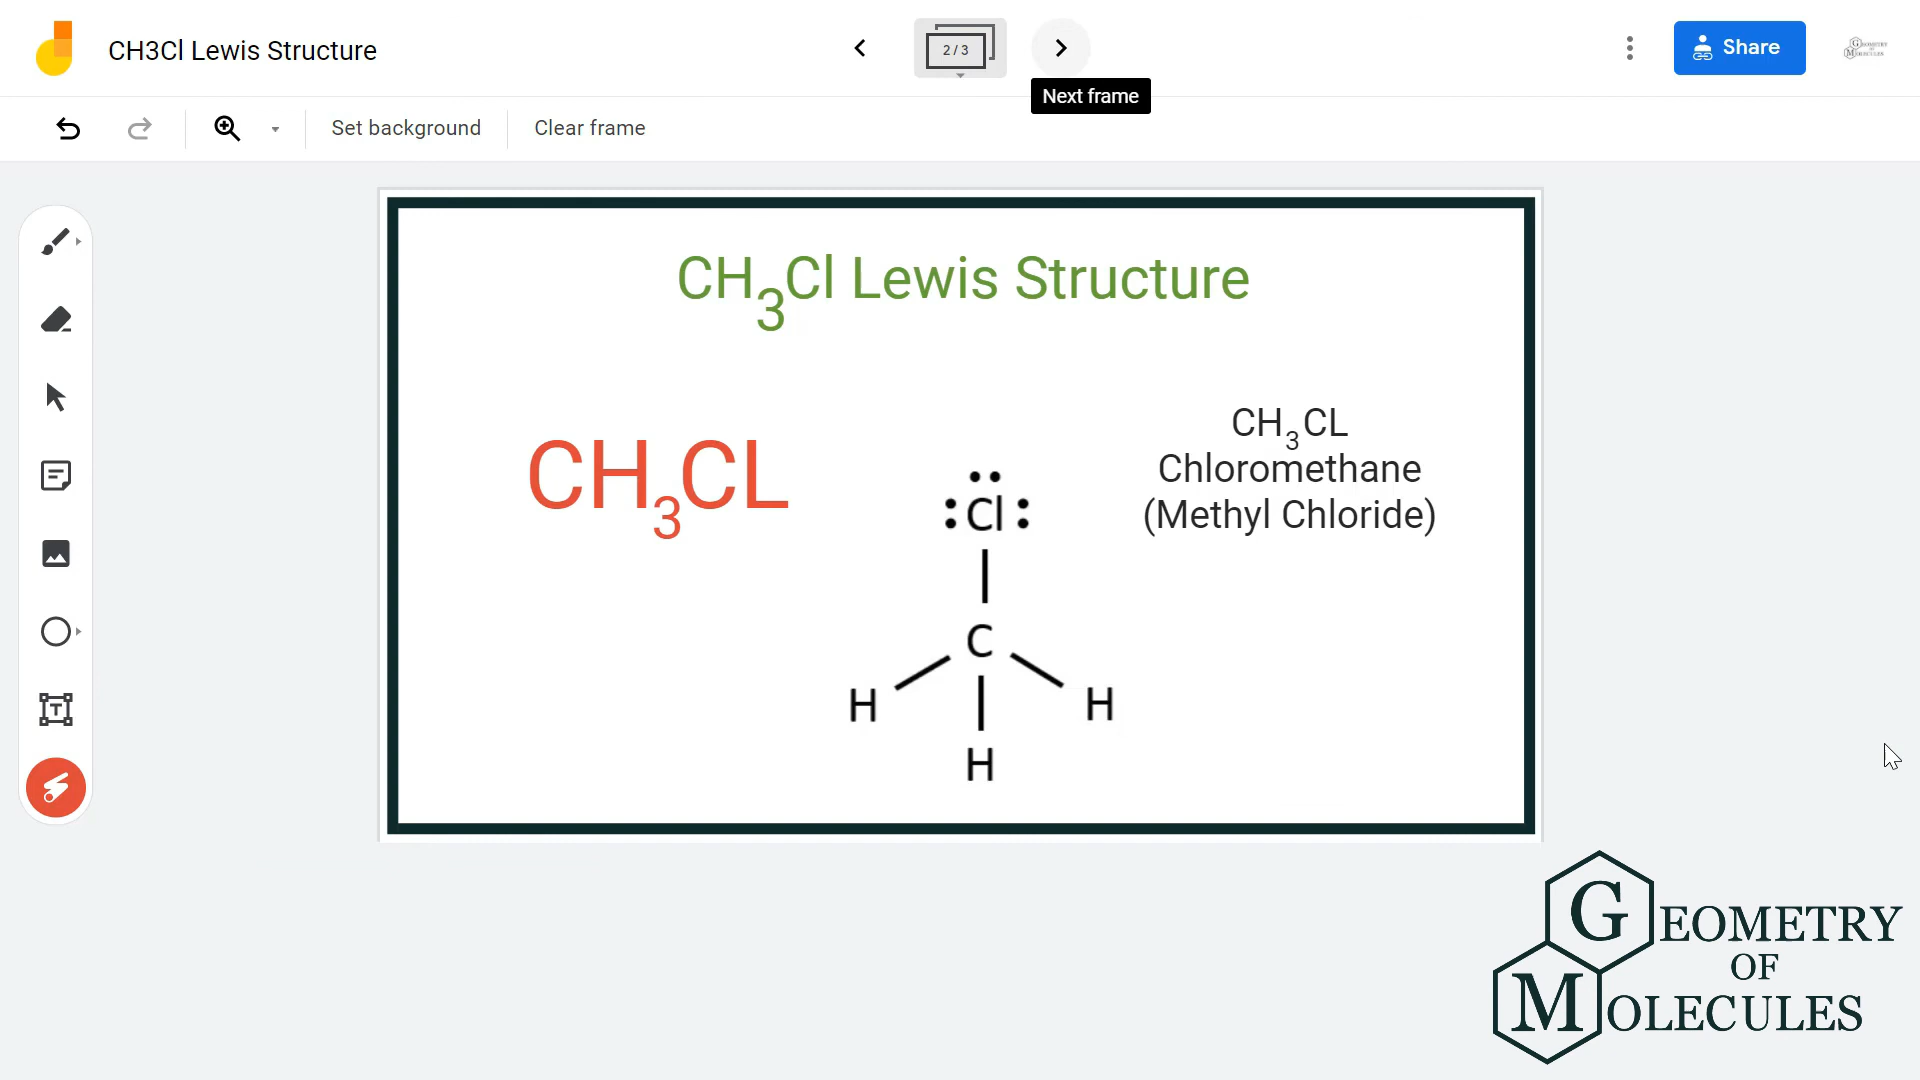 CH3Cl Lewis Structure
2 / 3
Share
Next frame
Set background
Clear frame
CH3Cl Lewis Structure
CH3CL
CH3CL
Chloromethane
(Methyl Chloride)
Cl
C
H H
H
GEOMETRY
OF
MOLECULES